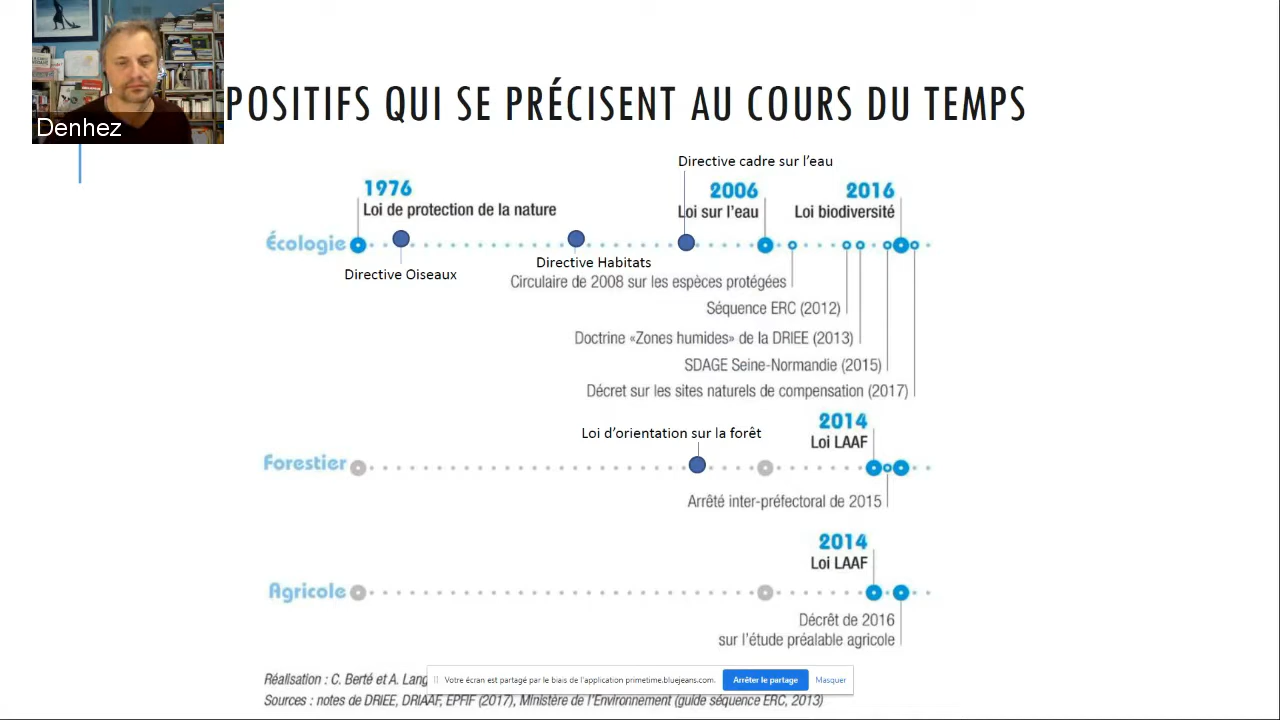 Denhez
POSITIFS QUI SE PRÉCISENT AU COURS DU TEMPS
Directive cadre sur l’eau
1976
Loi de protection de la nature
2006
Loi sur l’eau
2016
Loi biodiversité
Écologie
Directive Oiseaux
Directive Habitats
Circulaire de 2008 sur les espèces protégées
Séquence ERC (2012)
Doctrine «Zones humides» de la DRIEE (2013)
SDAGE Seine-Normandie (2015)
Décret sur les sites naturels de compensation (2017)
Loi d’orientation sur la forêt
2014
Loi LAAF
Forestier
Arrêté inter-préfectoral de 2015
2014
Loi LAAF
Agricole
Décrêt de 2016
sur l’étude préalable agricole
Réalisation : C. Berté et A. Lang
Votre écran est partagé par le biais de l'application primetime.bluejeans.com.
Arrêter le partage
Masquer
Sources : notes de DRIEE, DRIAAF, EPFIF (2017), Ministère de l’Environnement (guide séquence ERC, 2013)